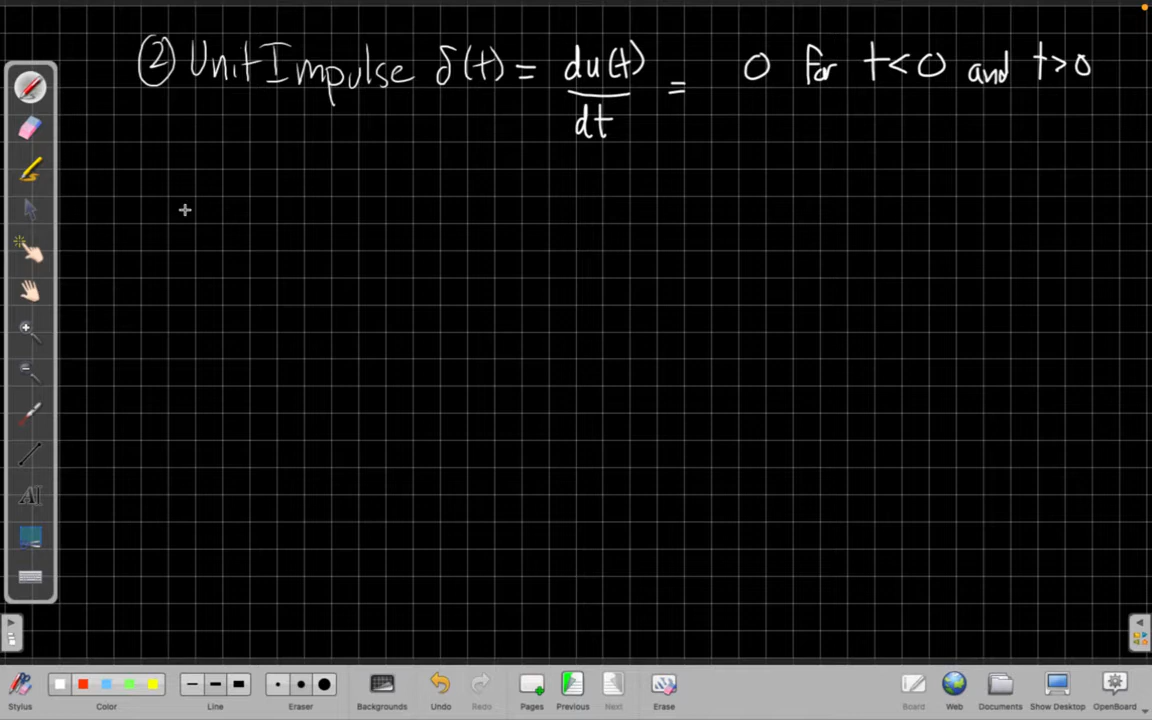 ② Unit Impulse δ(t) = du(t)/dt = 0 for t<0 and t>0
Stylus
Color
Line
Eraser
Backgrounds
Undo
Redo
Pages
Previous
Next
Erase
Board
Web
Documents
Show Desktop
OpenBoard